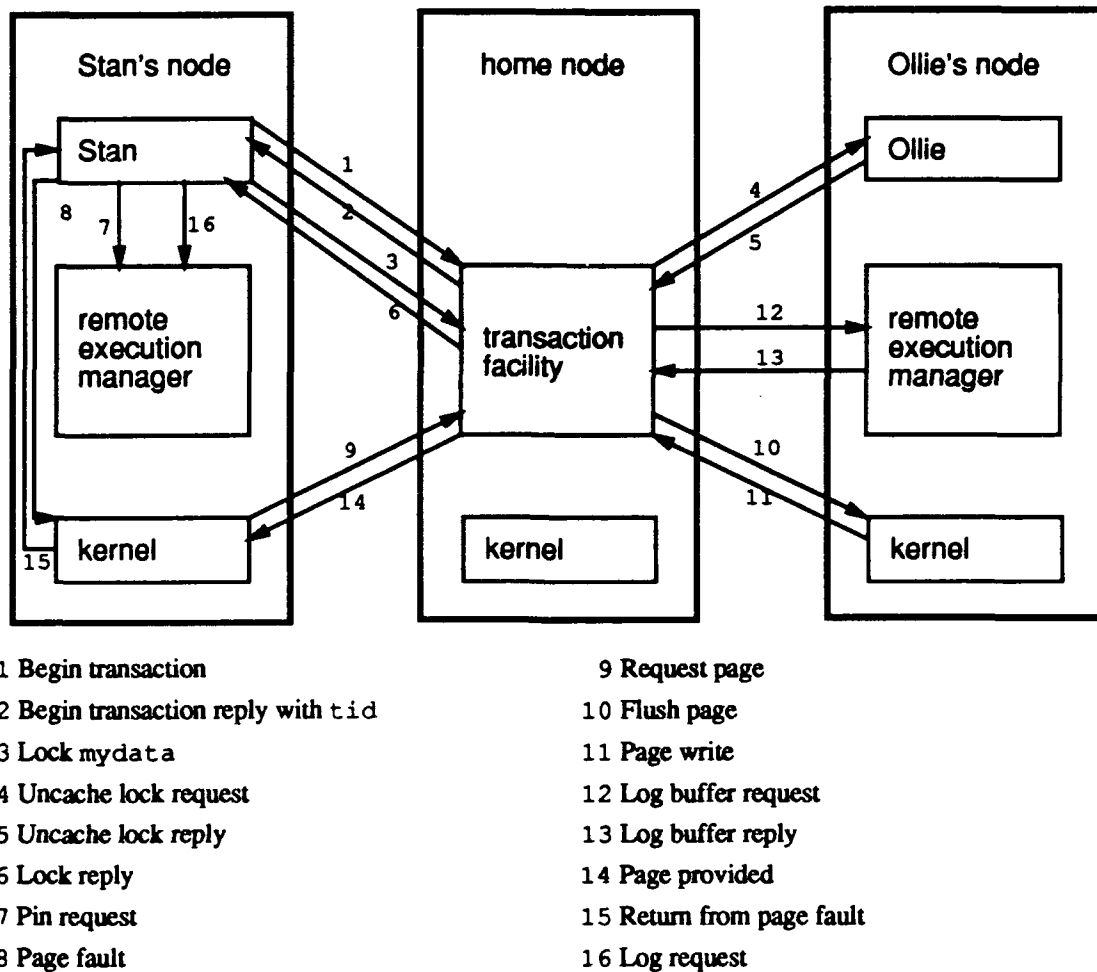 Stan's node
home node
Ollie's node
Stan
Ollie
1
2
3
6
4
5
8
7
16
remote
execution
manager
transaction
facility
12
13
remote
execution
manager
9
14
10
11
15
kernel
kernel
kernel
1 Begin transaction
2 Begin transaction reply with tid
3 Lock mydata
4 Uncache lock request
5 Uncache lock reply
6 Lock reply
7 Pin request
8 Page fault
9 Request page
10 Flush page
11 Page write
12 Log buffer request
13 Log buffer reply
14 Page provided
15 Return from page fault
16 Log request